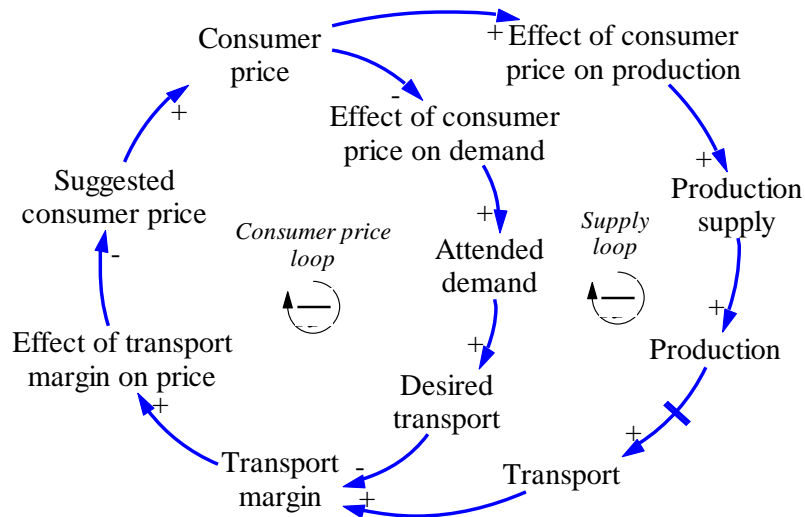 Consumer
price
+
Effect of consumer
price on production
-
Effect of consumer
price on demand
+
Suggested
consumer price
+
Production
supply
Consumer price
loop
+
Attended
demand
Supply
loop
-
Effect of transport
margin on price
+
Desired
transport
+
Production
+
+
Transport
margin
-
+
Transport